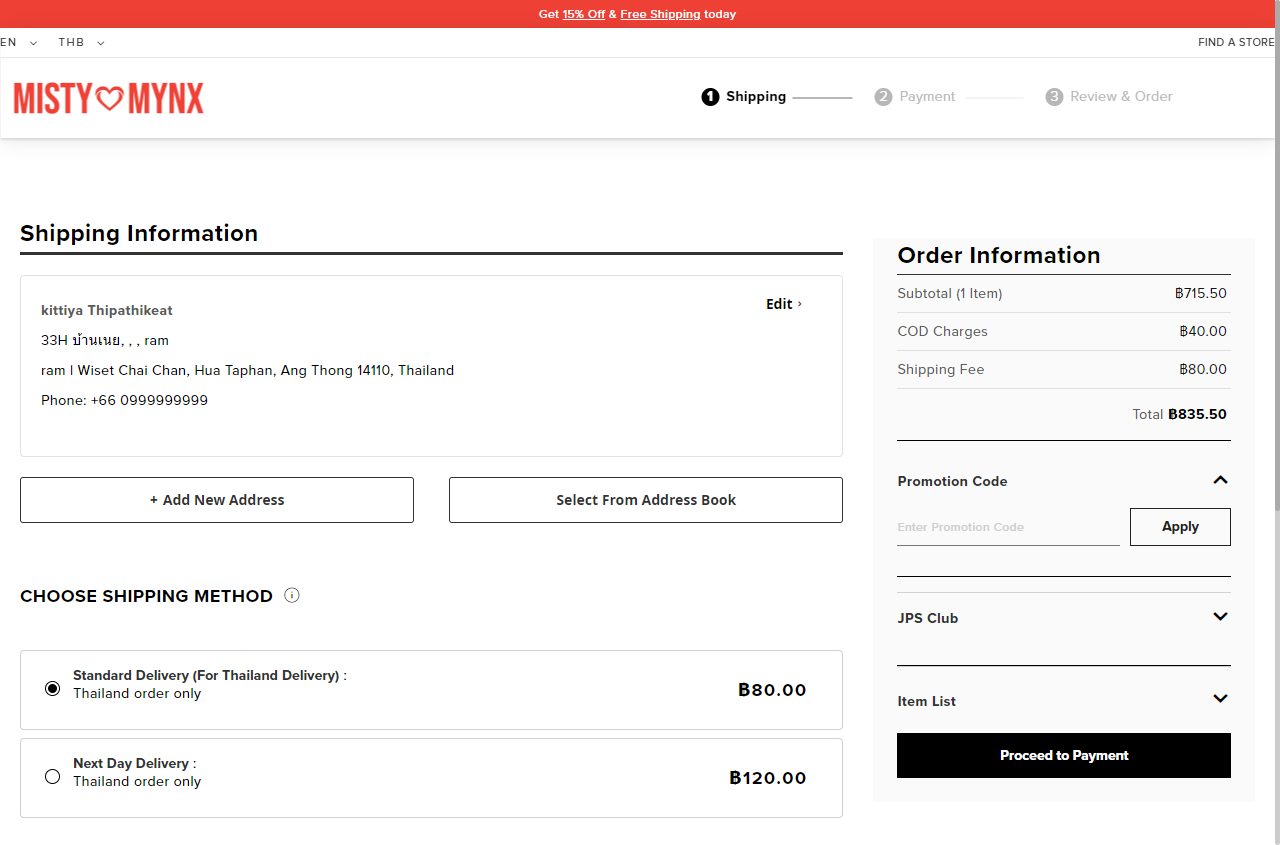 Get 15% Off & Free Shipping today
EN THB FIND A STORE
MISTY MYNX
1 Shipping 2 Payment 3 Review & Order
Shipping Information
kittiya Thipathikeat
Edit ›
33H บ้านเนย, , , ram
ram | Wiset Chai Chan, Hua Taphan, Ang Thong 14110, Thailand
Phone: +66 0999999999
+ Add New Address
Select From Address Book
CHOOSE SHIPPING METHOD
Standard Delivery (For Thailand Delivery) :
Thailand order only
฿80.00
Next Day Delivery :
Thailand order only
฿120.00
Order Information
Subtotal (1 Item) ฿715.50
COD Charges ฿40.00
Shipping Fee ฿80.00
Total ฿835.50
Promotion Code
Enter Promotion Code
Apply
JPS Club
Item List
Proceed to Payment